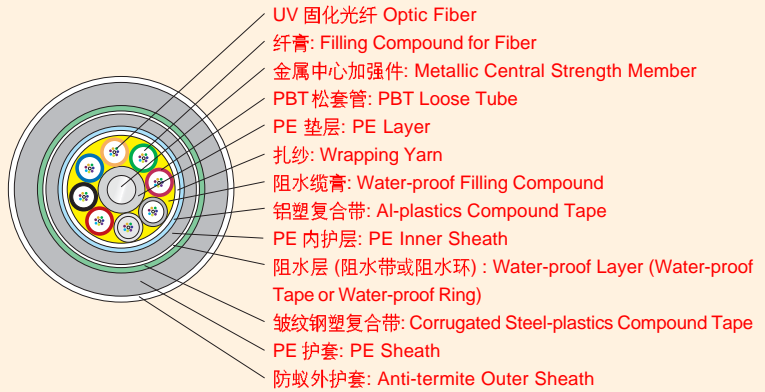 UV 固化光纤 Optic Fiber
纤膏: Filling Compound for Fiber
金属中心加强件: Metallic Central Strength Member
PBT 松套管: PBT Loose Tube
PE 垫层: PE Layer
扎纱: Wrapping Yarn
阻水缆膏: Water-proof Filling Compound
铝塑复合带: Al-plastics Compound Tape
PE 内护层: PE Inner Sheath
阻水层 (阻水带或阻水环) : Water-proof Layer (Water-proof
Tape or Water-proof Ring)
皱纹钢塑复合带: Corrugated Steel-plastics Compound Tape
PE 护套: PE Sheath
防蚁外护套: Anti-termite Outer Sheath